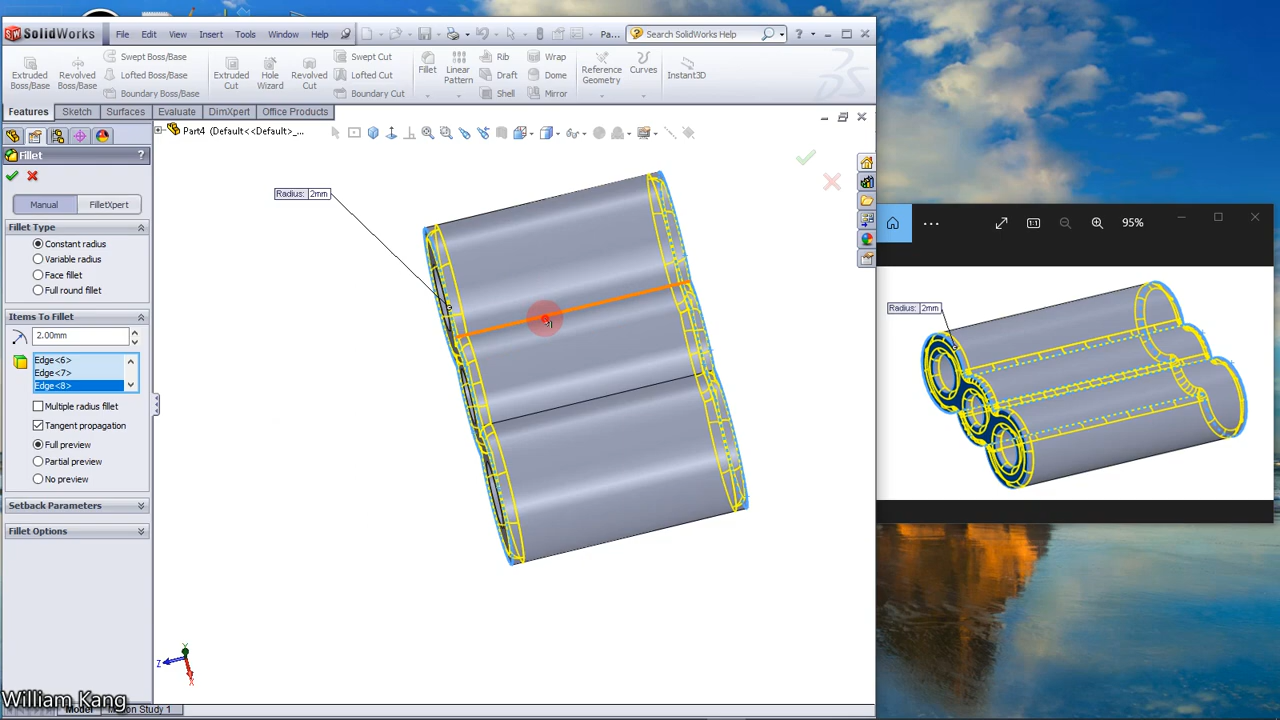 SolidWorks File Edit View Insert Tools Window Help Pa... Search SolidWorks Help ?
Swept Boss/Base Swept Cut Rib Wrap
Extruded Boss/Base Revolved Boss/Base Lofted Boss/Base Extruded Cut Hole Wizard Revolved Cut Lofted Cut Fillet Linear Pattern Draft Dome Reference Geometry Curves Instant3D
Boundary Boss/Base Boundary Cut Shell Mirror
Features Sketch Surfaces Evaluate DimXpert Office Products
Part4 (Default<<Default>_...
Fillet ?
Manual FilletXpert
Fillet Type
Constant radius
Variable radius
Face fillet
Full round fillet
Items To Fillet
2.00mm
Edge<6>
Edge<7>
Edge<8>
Multiple radius fillet
Tangent propagation
Full preview
Partial preview
No preview
Setback Parameters
Fillet Options
Radius: 2mm
Y
Z
X
95%
Radius: 2mm
William Kang
Model Study 1